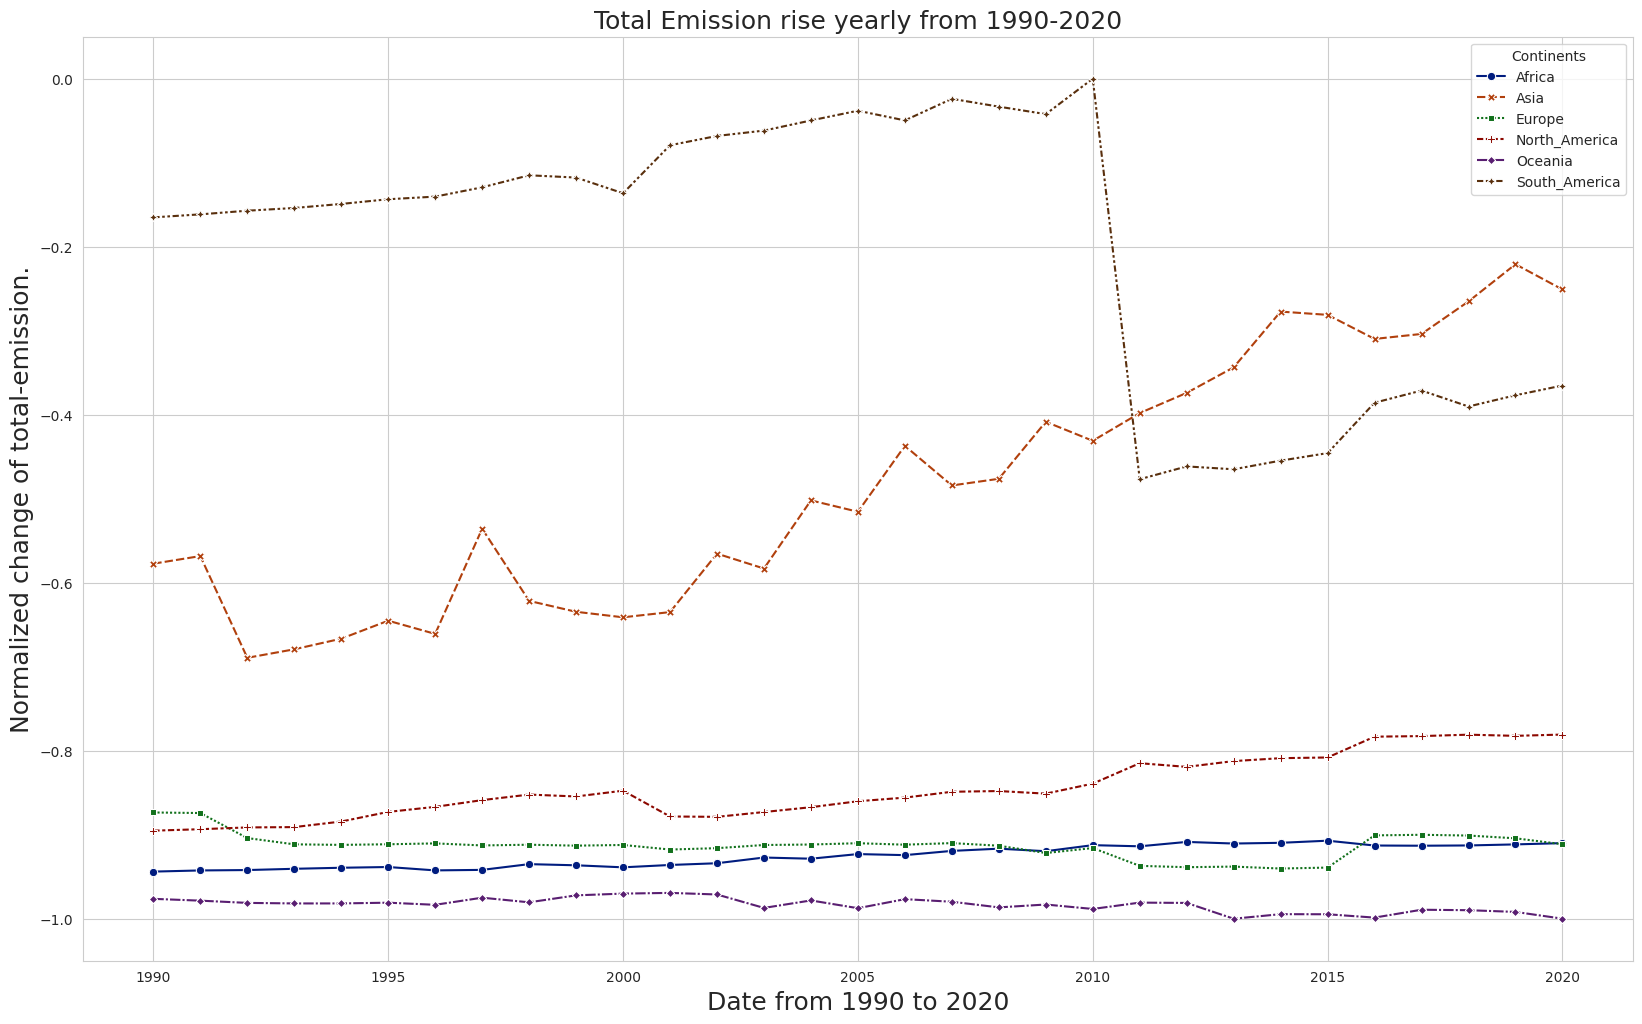 Total Emission rise yearly from 1990-2020
Continents
Africa
Asia
Europe
North_America
Oceania
South_America
Normalized change of total-emission.
0.0
−0.2
−0.4
−0.6
−0.8
−1.0
1990
1995
2000
2005
2010
2015
2020
Date from 1990 to 2020